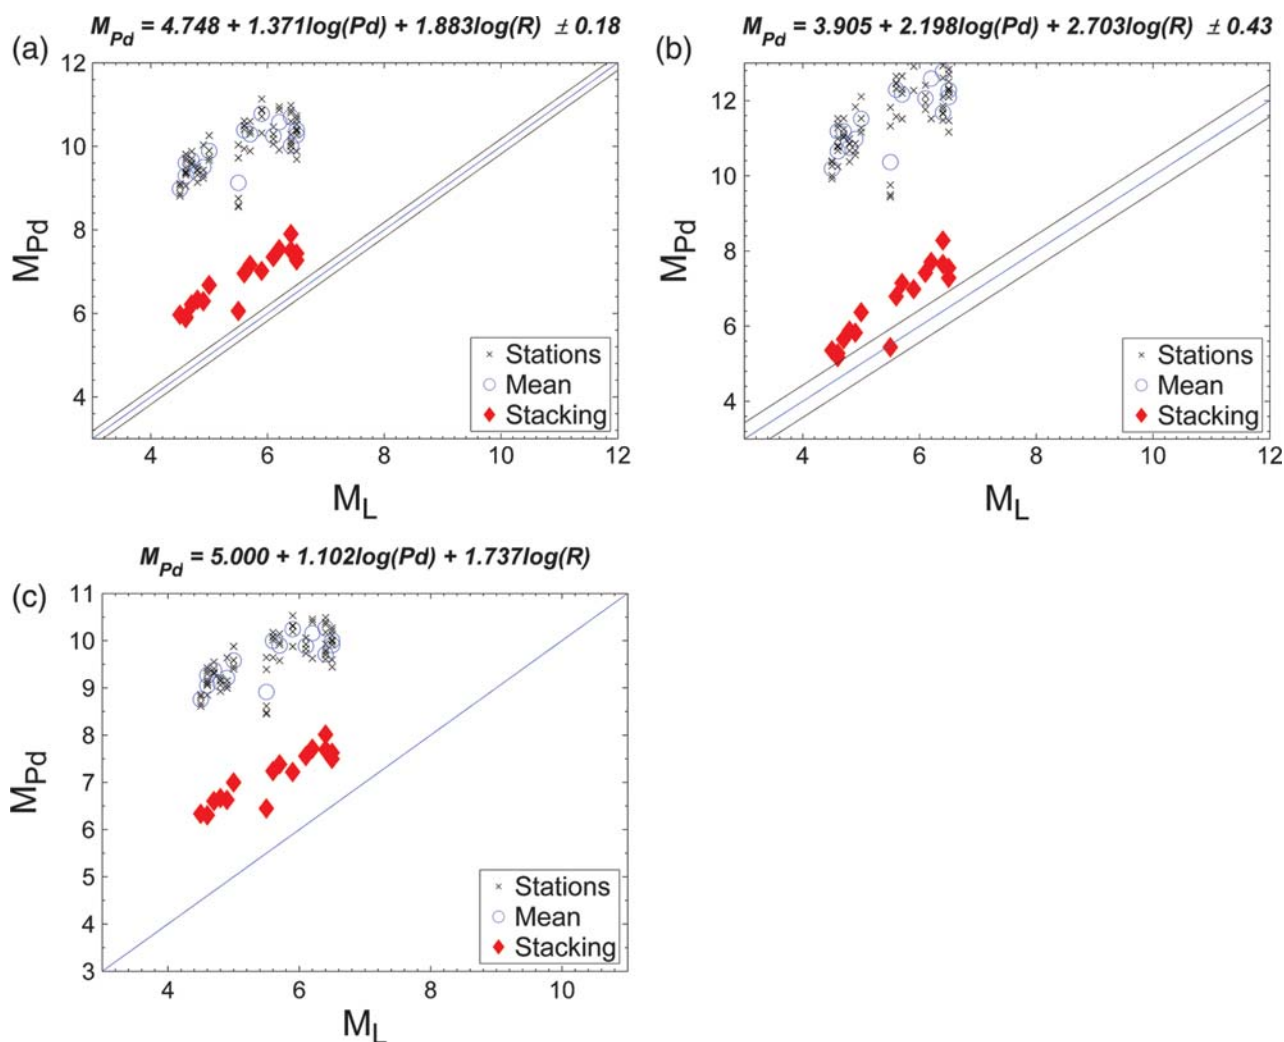 (a)
M_Pd = 4.748 + 1.371log(Pd) + 1.883log(R) ± 0.18
12
10
8
6
4
M_Pd
4 6 8 10 12
M_L
Stations
Mean
Stacking
(b)
M_Pd = 3.905 + 2.198log(Pd) + 2.703log(R) ± 0.43
12
10
8
6
4
M_Pd
4 6 8 10 12
M_L
Stations
Mean
Stacking
(c)
M_Pd = 5.000 + 1.102log(Pd) + 1.737log(R)
11
10
9
8
7
6
5
4
3
M_Pd
4 6 8 10
M_L
Stations
Mean
Stacking